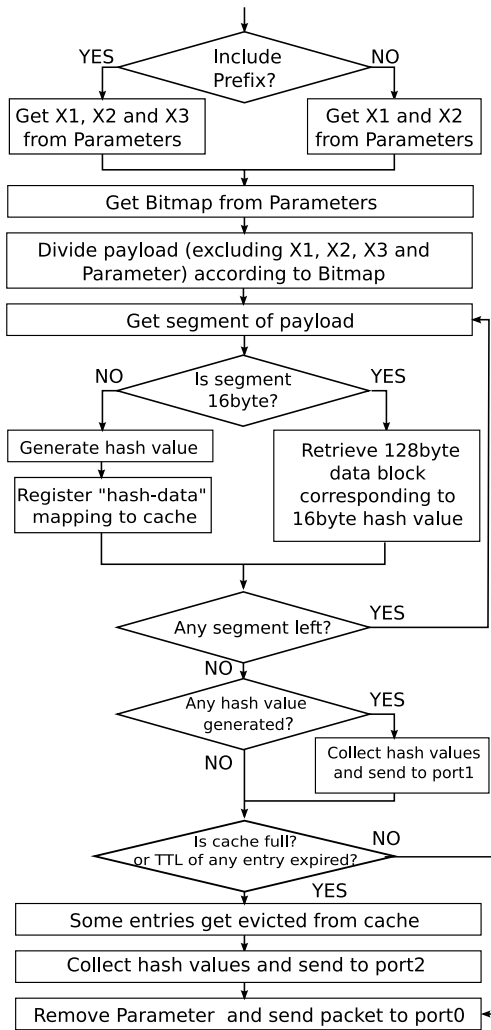 Include
Prefix?
YES
NO
Get X1, X2 and X3
from Parameters
Get X1 and X2
from Parameters
Get Bitmap from Parameters
Divide payload (excluding X1, X2, X3 and
Parameter) according to Bitmap
Get segment of payload
Is segment
16byte?
NO
YES
Generate hash value
Register "hash-data"
mapping to cache
Retrieve 128byte
data block
corresponding to
16byte hash value
Any segment left?
YES
NO
Any hash value
generated?
YES
NO
Collect hash values
and send to port1
Is cache full?
or TTL of any entry expired?
NO
YES
Some entries get evicted from cache
Collect hash values and send to port2
Remove Parameter and send packet to port0